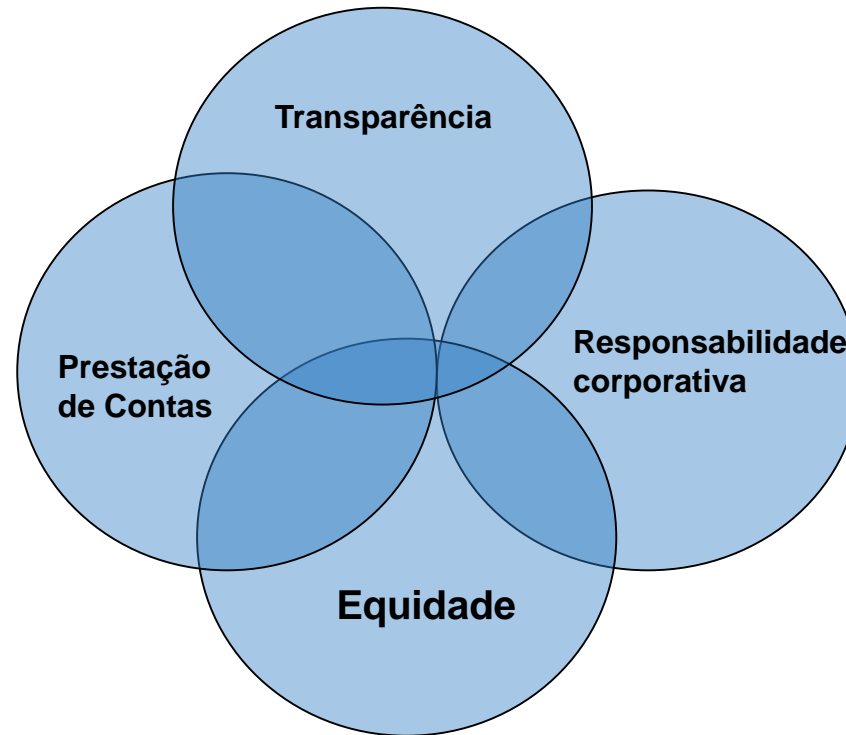 Transparência
Responsabilidade
corporativa
Prestação
de Contas
Equidade